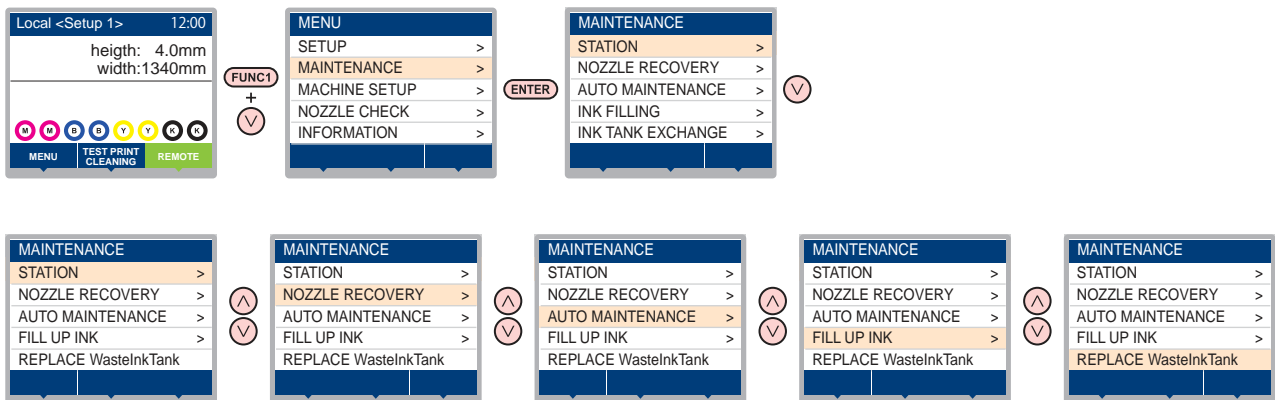 Local <Setup 1> 12:00
heigth: 4.0mm
width:1340mm
M M B B Y Y K K
MENU TEST PRINT CLEANING REMOTE
FUNC1
+
MENU
SETUP >
MAINTENANCE >
MACHINE SETUP >
NOZZLE CHECK >
INFORMATION >
ENTER
MAINTENANCE
STATION >
NOZZLE RECOVERY >
AUTO MAINTENANCE >
INK FILLING >
INK TANK EXCHANGE >
MAINTENANCE
STATION >
NOZZLE RECOVERY >
AUTO MAINTENANCE >
FILL UP INK >
REPLACE WasteInkTank
MAINTENANCE
STATION >
NOZZLE RECOVERY >
AUTO MAINTENANCE >
FILL UP INK >
REPLACE WasteInkTank
MAINTENANCE
STATION >
NOZZLE RECOVERY >
AUTO MAINTENANCE >
FILL UP INK >
REPLACE WasteInkTank
MAINTENANCE
STATION >
NOZZLE RECOVERY >
AUTO MAINTENANCE >
FILL UP INK >
REPLACE WasteInkTank
MAINTENANCE
STATION >
NOZZLE RECOVERY >
AUTO MAINTENANCE >
FILL UP INK >
REPLACE WasteInkTank